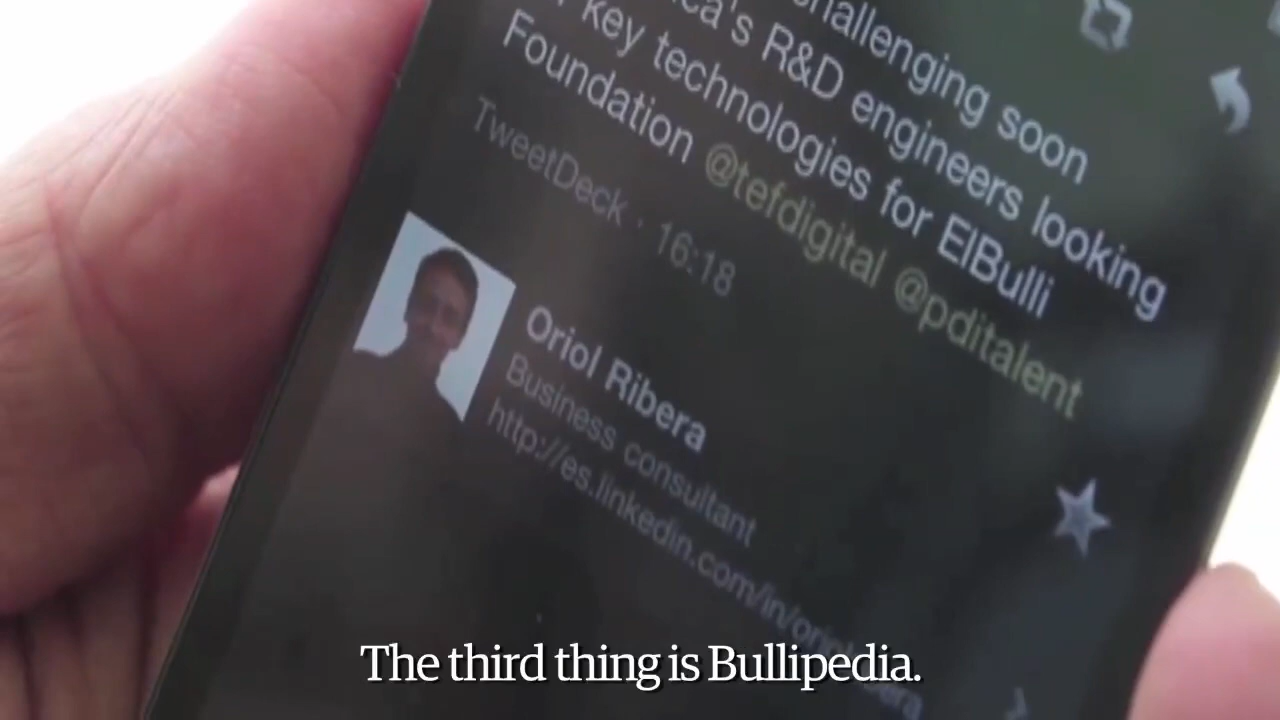 challenging soon
ca's R&D engineers looking
key technologies for ElBulli
Foundation @tefdigital @pditalent
TweetDeck · 16:18
Oriol Ribera
Business consultant
http://es.linkedin.com/in/oriolribera
The third thing is Bullipedia.